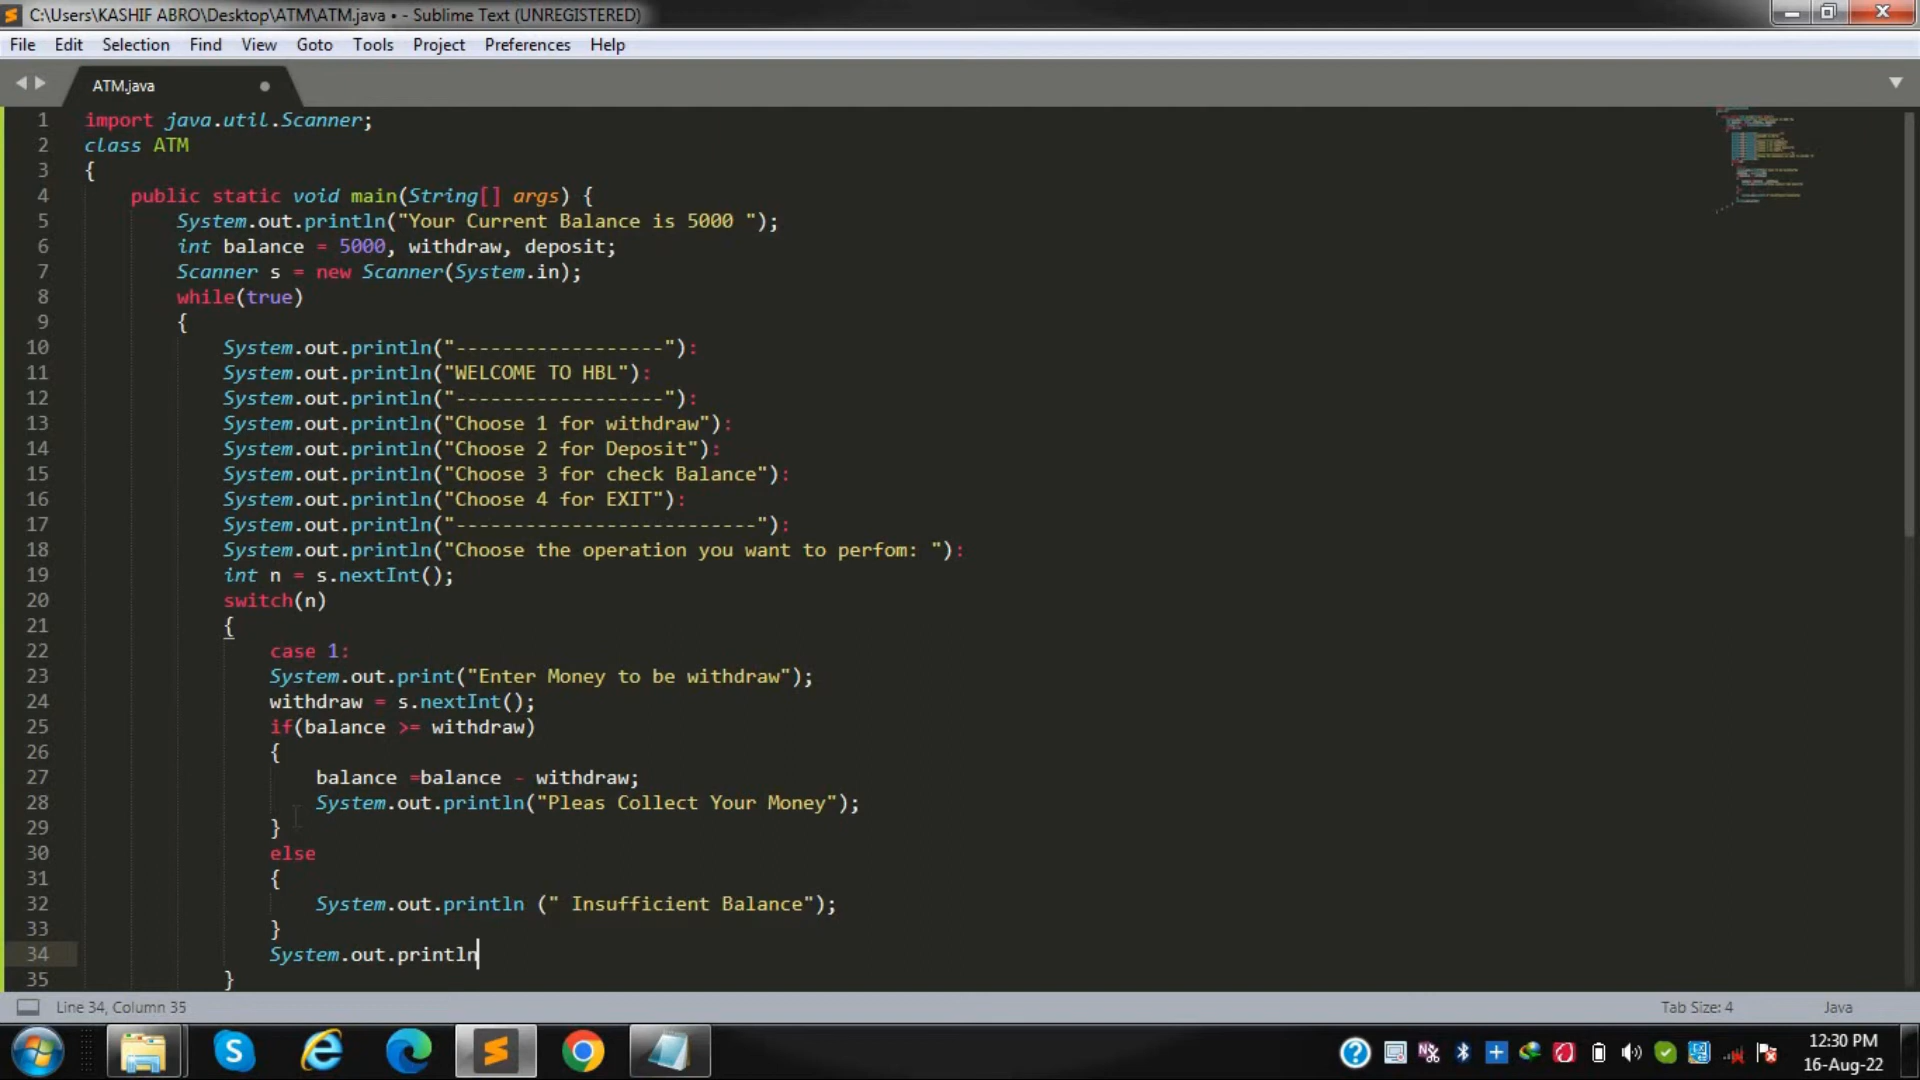 C:\Users\KASHIF ABRO\Desktop\ATM\ATM.java • - Sublime Text (UNREGISTERED)
File Edit Selection Find View Goto Tools Project Preferences Help
ATM.java
1 import java.util.Scanner;
2 class ATM
3 {
4 public static void main(String[] args) {
5 System.out.println("Your Current Balance is 5000 ");
6 int balance = 5000, withdraw, deposit;
7 Scanner s = new Scanner(System.in);
8 while(true)
9 {
10 System.out.println("------------------"):
11 System.out.println("WELCOME TO HBL"):
12 System.out.println("------------------"):
13 System.out.println("Choose 1 for withdraw"):
14 System.out.println("Choose 2 for Deposit"):
15 System.out.println("Choose 3 for check Balance"):
16 System.out.println("Choose 4 for EXIT"):
17 System.out.println("--------------------------"):
18 System.out.println("Choose the operation you want to perfom: "):
19 int n = s.nextInt();
20 switch(n)
21 {
22 case 1:
23 System.out.print("Enter Money to be withdraw");
24 withdraw = s.nextInt();
25 if(balance >= withdraw)
26 {
27 balance =balance - withdraw;
28 System.out.println("Pleas Collect Your Money");
29 }
30 else
31 {
32 System.out.println (" Insufficient Balance");
33 }
34 System.out.println
35 }
Line 34, Column 35 Tab Size: 4 Java
12:30 PM
16-Aug-22